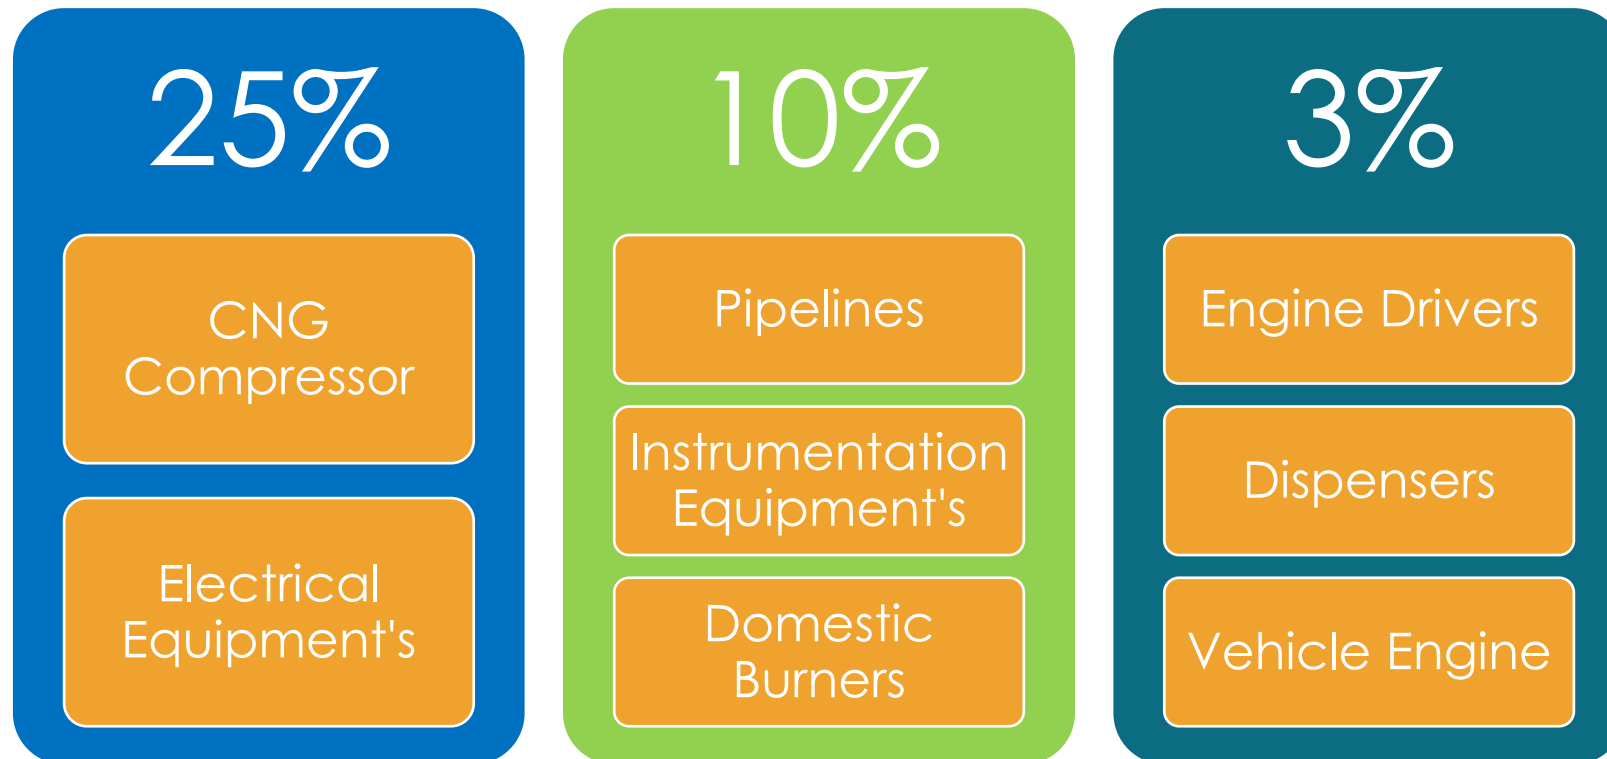 25%
CNG
Compressor
Electrical
Equipment's
10%
Pipelines
Instrumentation
Equipment's
Domestic
Burners
3%
Engine Drivers
Dispensers
Vehicle Engine